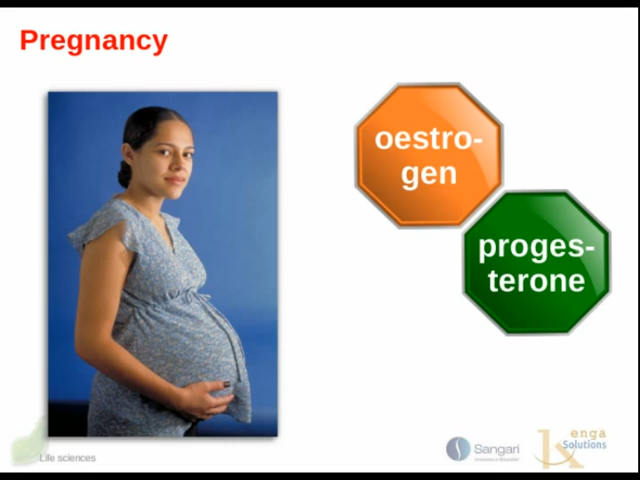 Pregnancy
oestro-
gen
proges-
terone
Life sciences
Sangari
enga
Solutions